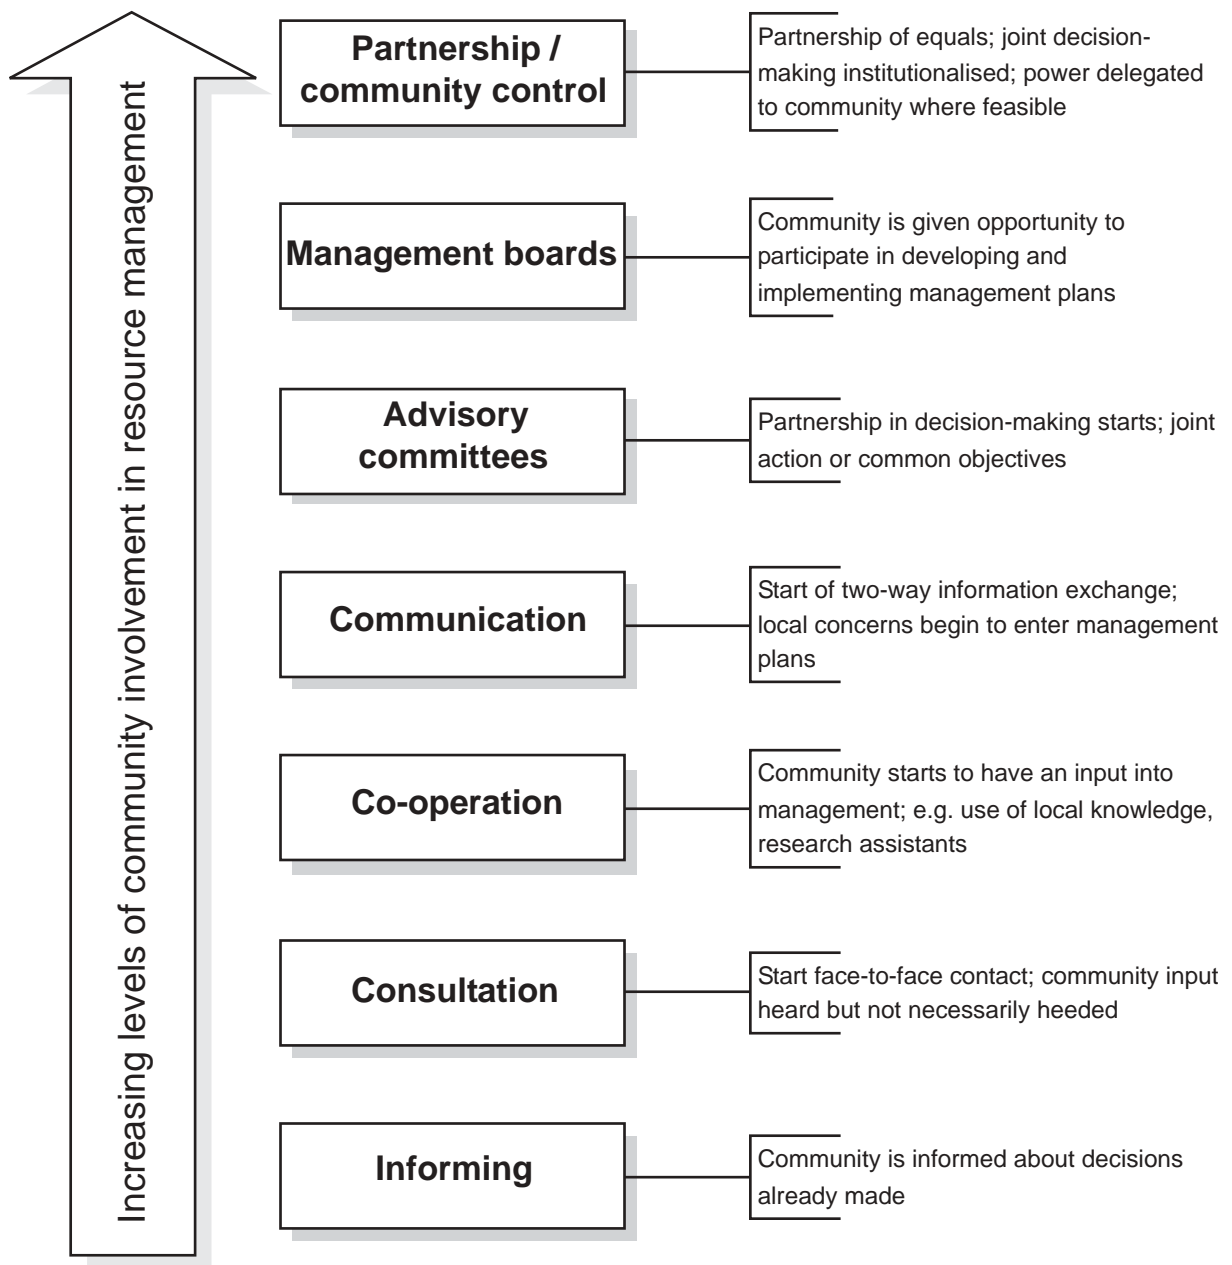 Increasing levels of community involvement in resource management
Partnership /
community control
Partnership of equals; joint decision-
making institutionalised; power delegated
to community where feasible
Management boards
Community is given opportunity to
participate in developing and
implementing management plans
Advisory
committees
Partnership in decision-making starts; joint
action or common objectives
Communication
Start of two-way information exchange;
local concerns begin to enter management
plans
Co-operation
Community starts to have an input into
management; e.g. use of local knowledge,
research assistants
Consultation
Start face-to-face contact; community input
heard but not necessarily heeded
Informing
Community is informed about decisions
already made